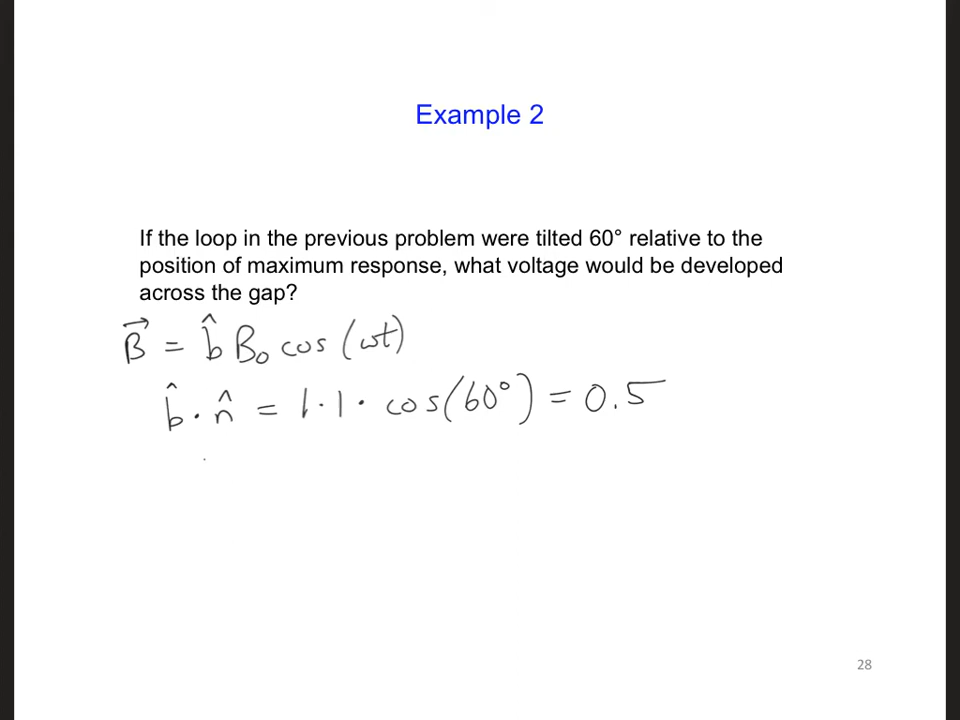 Example 2
If the loop in the previous problem were tilted 60° relative to the
position of maximum response, what voltage would be developed
across the gap?
B⃗ = b̂ B₀ cos (ωt)
b̂ · n̂ = 1 · 1 · cos(60°) = 0.5
28